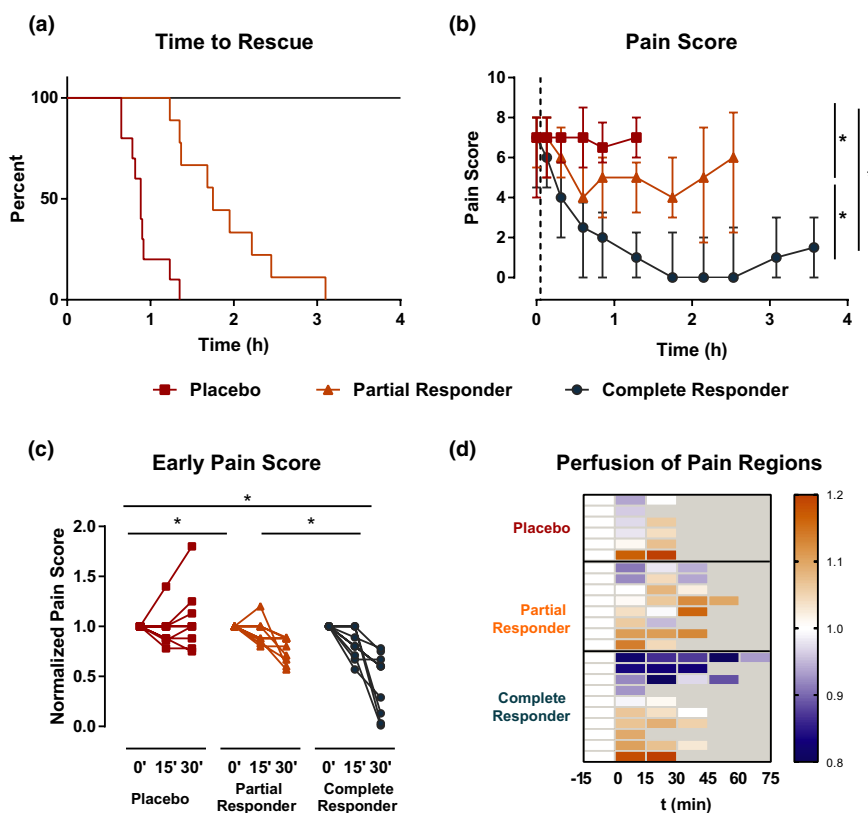 (a)
Time to Rescue
Percent
100
50
0
0
1
2
3
4
Time (h)
(b)
Pain Score
Pain Score
10
8
6
4
2
0
0
1
2
3
4
Time (h)
*
*
Placebo
Partial Responder
Complete Responder
(c)
Early Pain Score
*
*
*
Normalized Pain Score
2.0
1.5
1.0
0.5
0.0
0' 15' 30'
0' 15' 30'
0' 15' 30'
Placebo
Partial
Responder
Complete
Responder
(d)
Perfusion of Pain Regions
Placebo
Partial
Responder
Complete
Responder
-15 0 15 30 45 60 75
t (min)
1.2
1.1
1.0
0.9
0.8